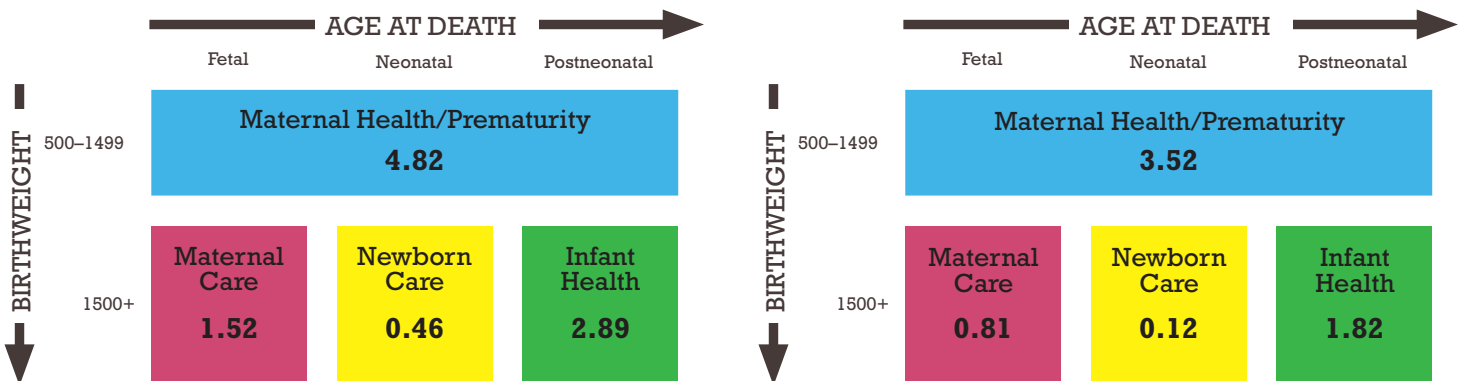 AGE AT DEATH
Fetal Neonatal Postneonatal
BIRTHWEIGHT
500–1499
Maternal Health/Prematurity
4.82
1500+
Maternal
Care
1.52
Newborn
Care
0.46
Infant
Health
2.89
AGE AT DEATH
Fetal Neonatal Postneonatal
BIRTHWEIGHT
500–1499
Maternal Health/Prematurity
3.52
1500+
Maternal
Care
0.81
Newborn
Care
0.12
Infant
Health
1.82